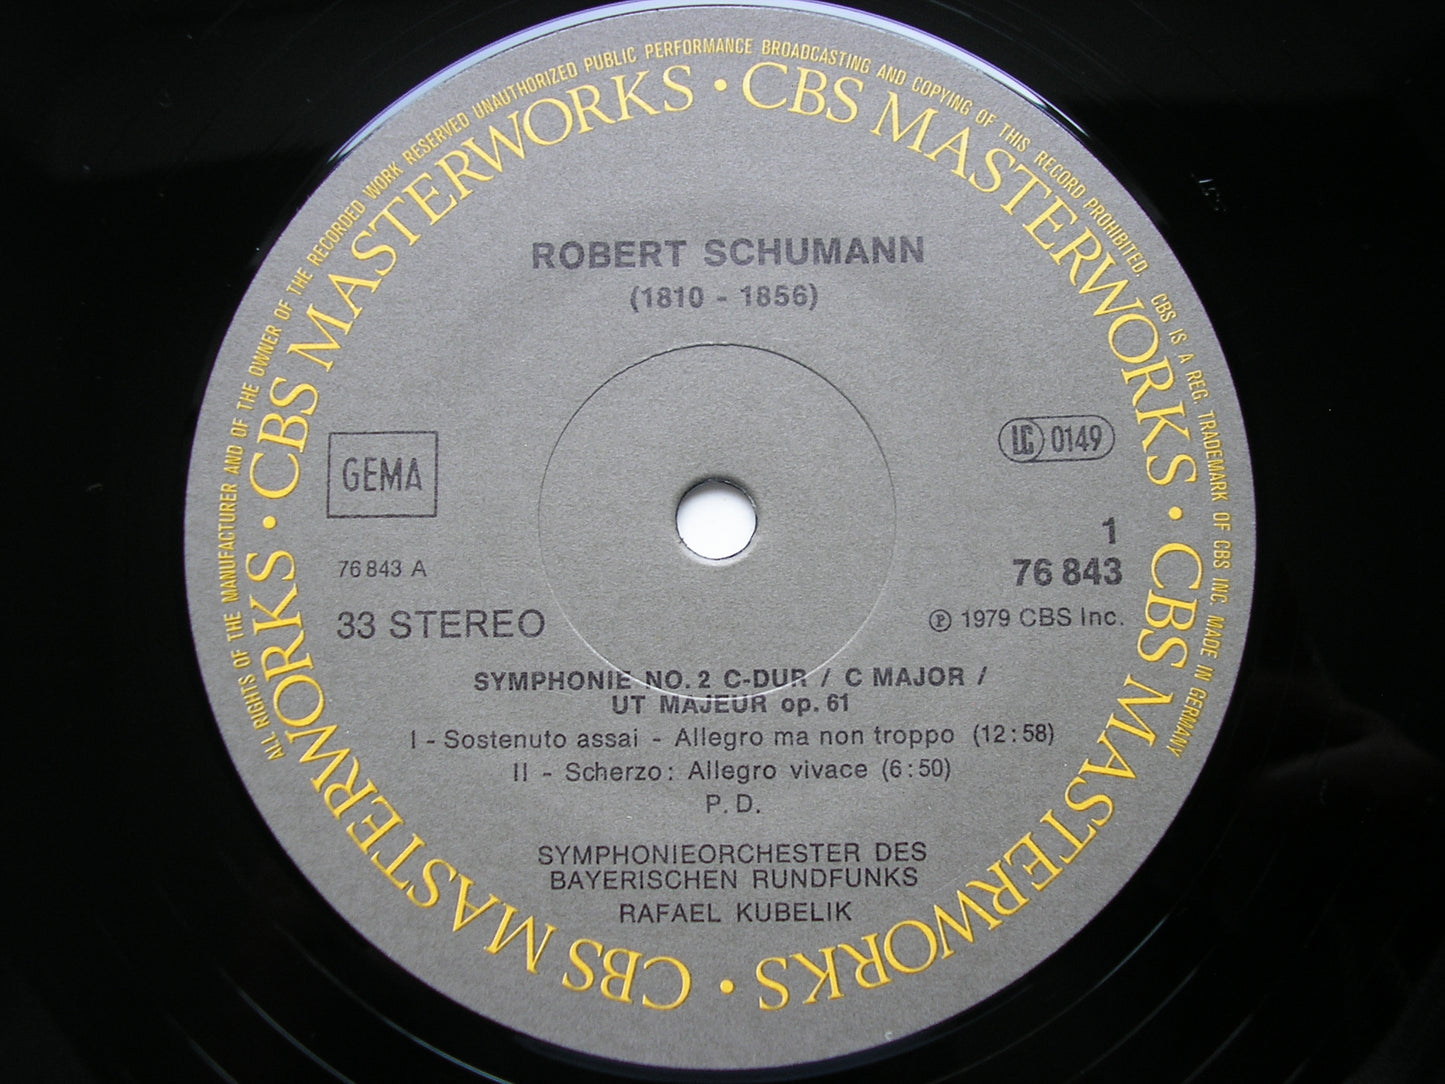 ALL RIGHTS OF THE MANUFACTURER AND OF THE OWNER OF THE RECORDED WORK RESERVED UNAUTHORIZED PUBLIC PERFORMANCE BROADCASTING AND COPYING OF THIS RECORD PROHIBITED. CBS IS A REG. TRADEMARK OF CBS INC. MADE IN GERMANY
CBS MASTERWORKS · CBS MASTERWORKS · CBS MASTERWORKS · CBS MASTERWORKS ·
ROBERT SCHUMANN
(1810 - 1856)
GEMA
LC 0149
1
76 843 A
76 843
33 STEREO
℗ 1979 CBS Inc.
SYMPHONIE NO. 2 C-DUR / C MAJOR /
UT MAJEUR op. 61
I - Sostenuto assai - Allegro ma non troppo (12:58)
II - Scherzo: Allegro vivace (6:50)
P. D.
SYMPHONIEORCHESTER DES
BAYERISCHEN RUNDFUNKS
RAFAEL KUBELIK